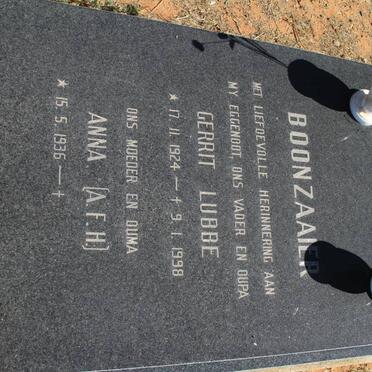 BOONZAAIER
MET LIEFDEVOLLE HERINNERING AAN
MY EGGENOOT, ONS VADER EN OUPA
GERRIT LUBBE
★ 17. 11. 1924 — † 9. 1. 1998
ONS MOEDER EN OUMA
ANNA (A.F.H.)
★ 15. 5. 1936 — †